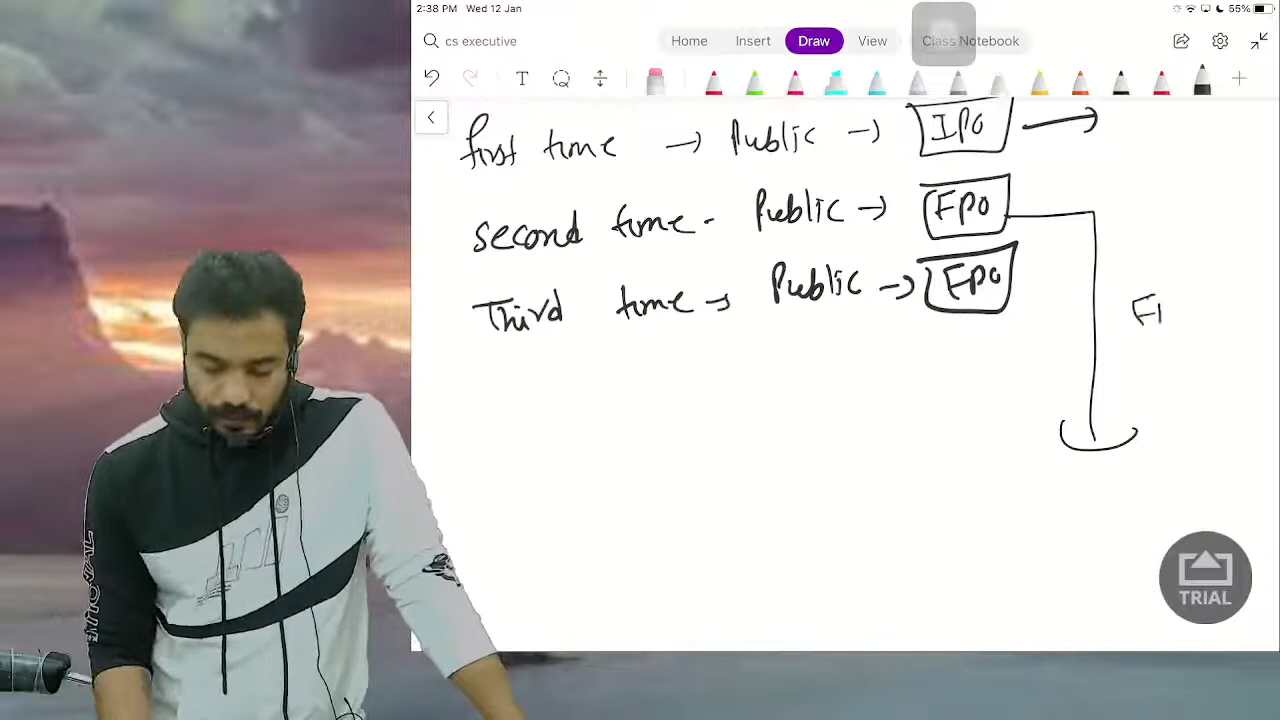 2:38 PM Wed 12 Jan
55%
cs executive
Home Insert Draw View Class Notebook
T
First time → Public → IPO →
second time - Public → FPO
Third time → Public → FPO
TRIAL